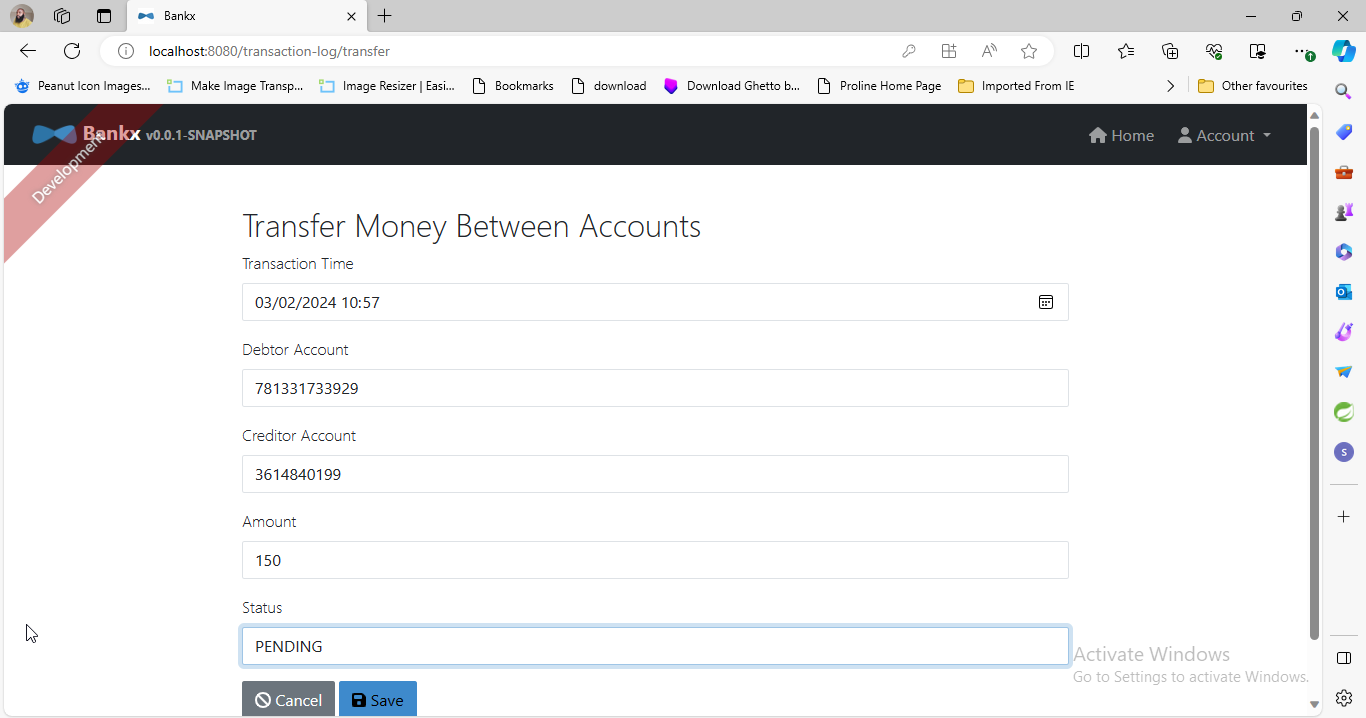 Bankx
localhost:8080/transaction-log/transfer
Peanut Icon Images... Make Image Transp... Image Resizer | Easi... Bookmarks download Download Ghetto b... Proline Home Page Imported From IE Other favourites
Bankx v0.0.1-SNAPSHOT Home Account
Development
Transfer Money Between Accounts
Transaction Time
03/02/2024 10:57
Debtor Account
781331733929
Creditor Account
3614840199
Amount
150
Status
PENDING
Cancel Save
Activate Windows
Go to Settings to activate Windows.
S